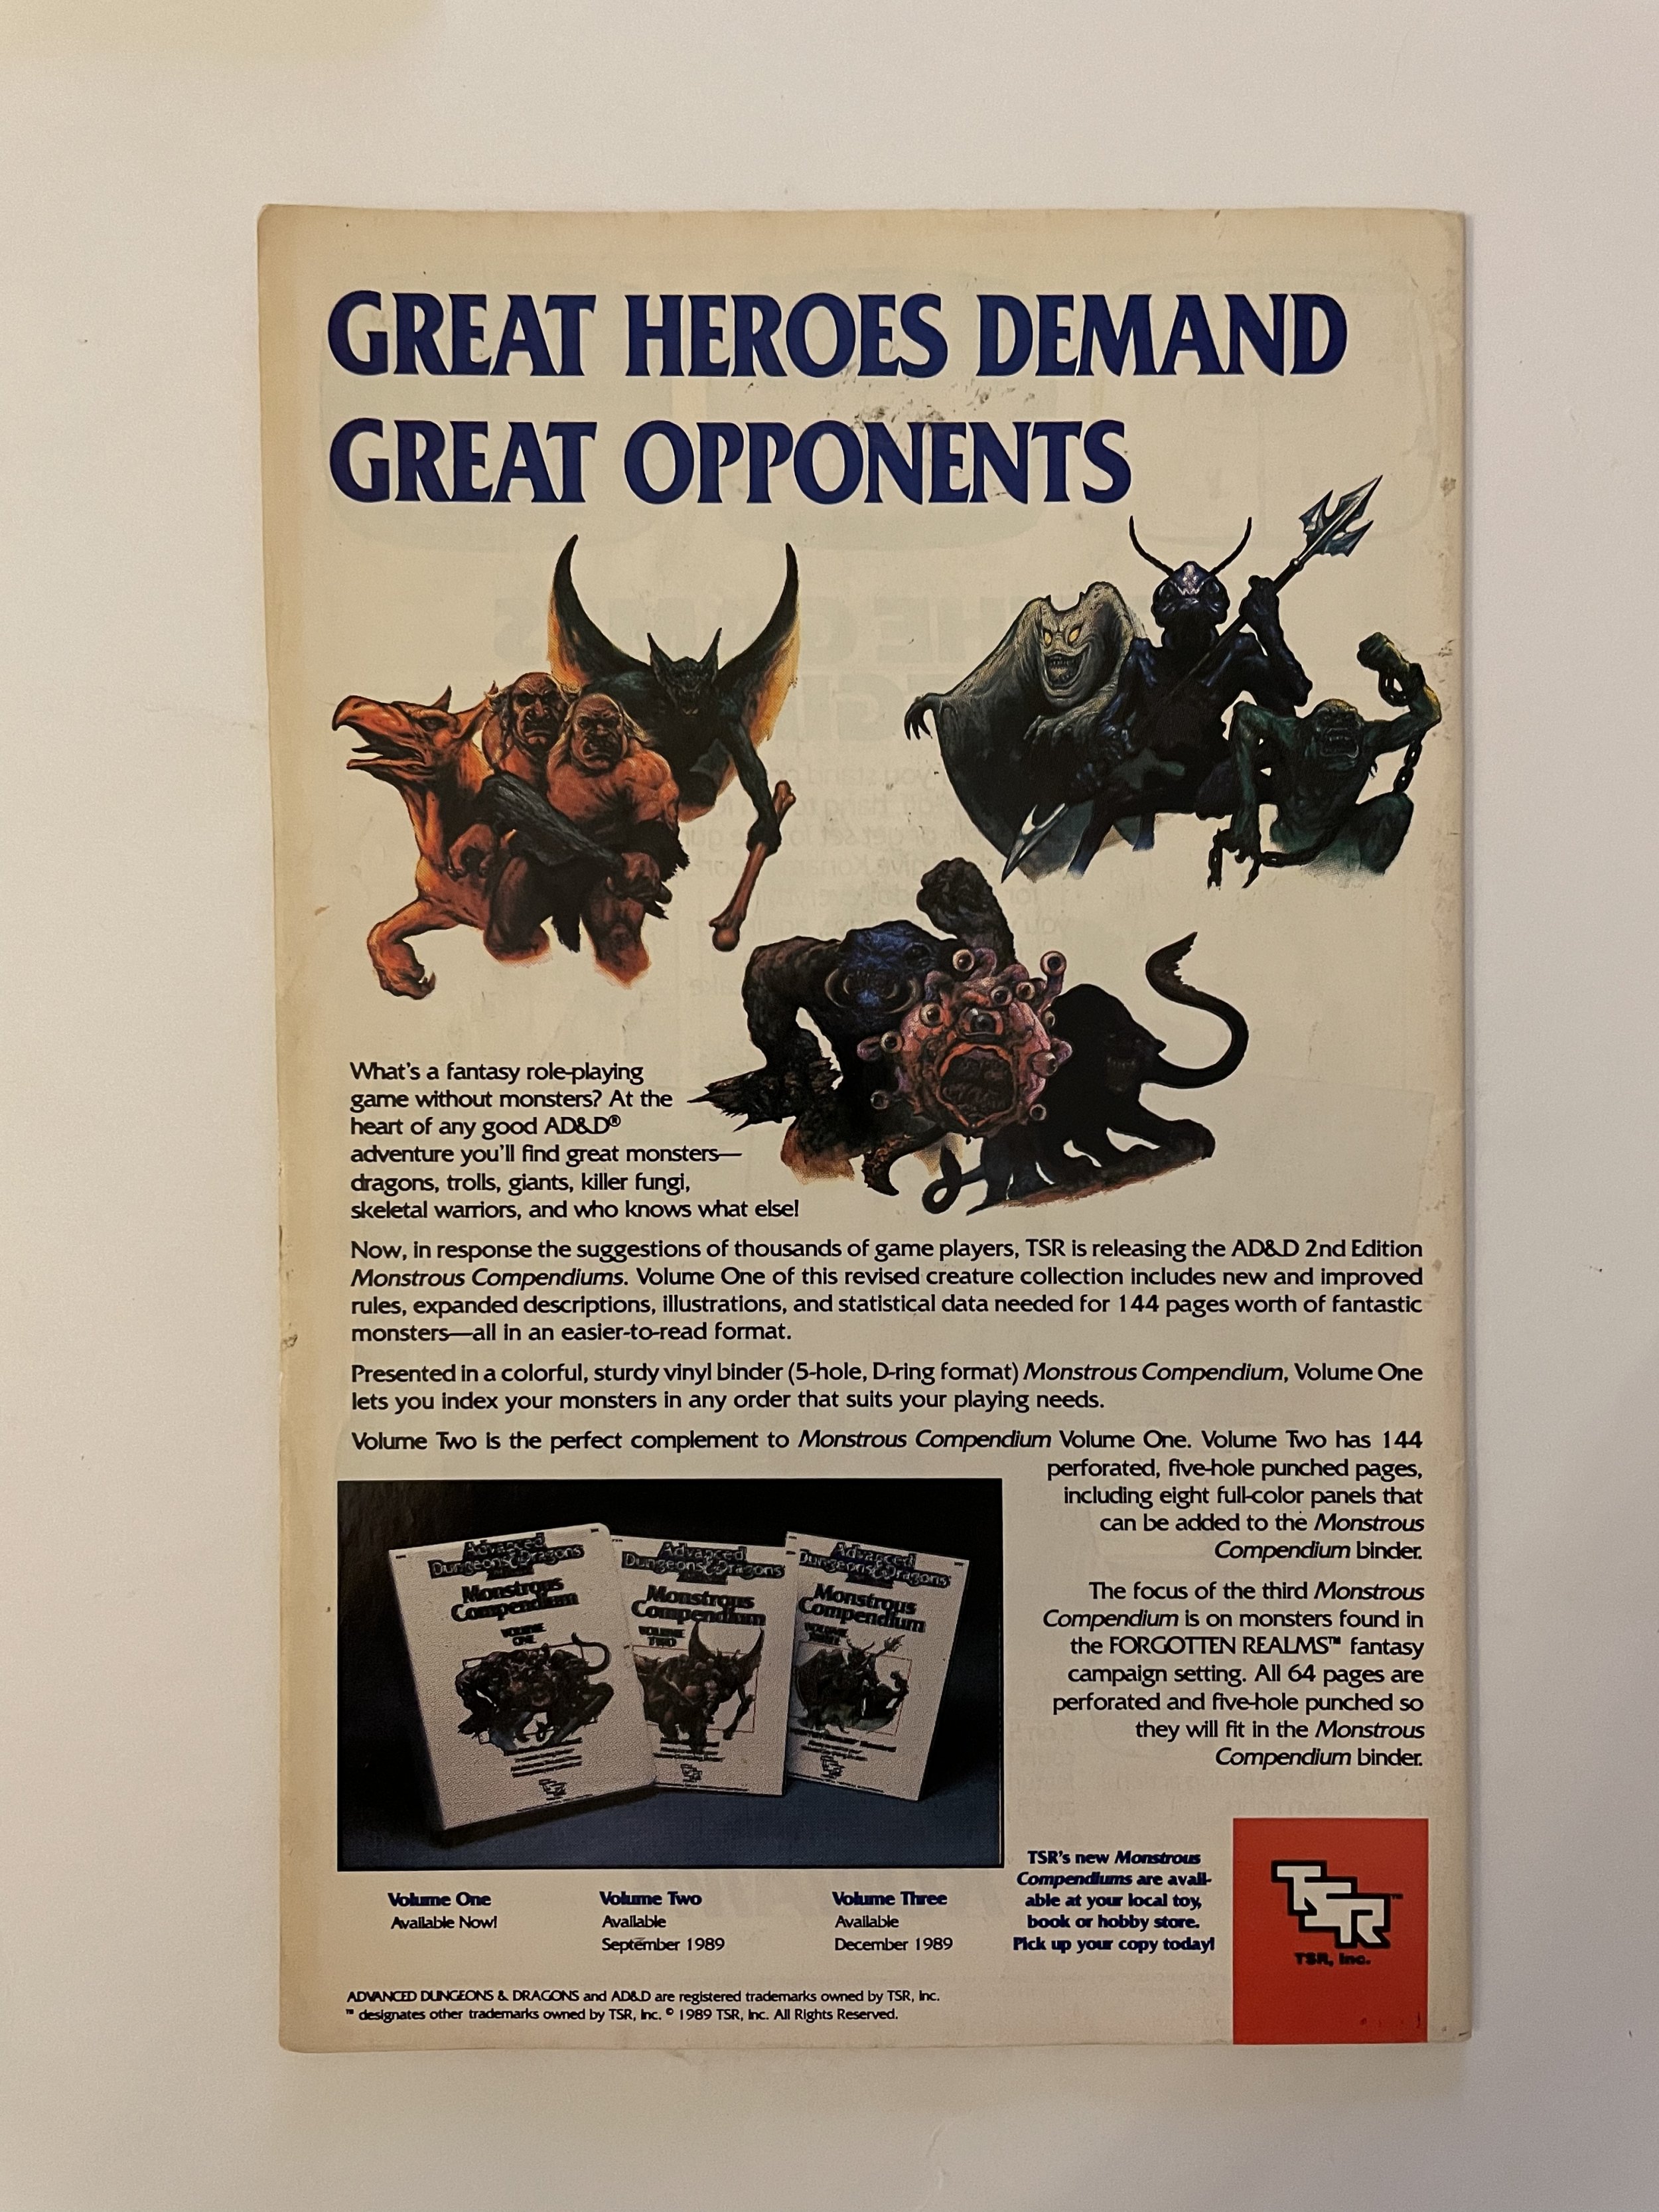 GREAT HEROES DEMAND
GREAT OPPONENTS
What's a fantasy role-playing
game without monsters? At the
heart of any good AD&D®
adventure you'll find great monsters—
dragons, trolls, giants, killer fungi,
skeletal warriors, and who knows what else!
Now, in response the suggestions of thousands of game players, TSR is releasing the AD&D 2nd Edition
Monstrous Compendiums. Volume One of this revised creature collection includes new and improved
rules, expanded descriptions, illustrations, and statistical data needed for 144 pages worth of fantastic
monsters—all in an easier-to-read format.
Presented in a colorful, sturdy vinyl binder (5-hole, D-ring format) Monstrous Compendium, Volume One
lets you index your monsters in any order that suits your playing needs.
Volume Two is the perfect complement to Monstrous Compendium Volume One. Volume Two has 144
perforated, five-hole punched pages,
including eight full-color panels that
can be added to the Monstrous
Compendium binder.
The focus of the third Monstrous
Compendium is on monsters found in
the FORGOTTEN REALMS™ fantasy
campaign setting. All 64 pages are
perforated and five-hole punched so
they will fit in the Monstrous
Compendium binder.
Advanced
Dungeons & Dragons
Monstrous
Compendium
VOLUME
ONE
Advanced
Dungeons & Dragons
Monstrous
Compendium
VOLUME
TWO
Advanced
Dungeons & Dragons
Monstrous
Compendium
VOLUME
THREE
Volume One
Available Now!
Volume Two
Available
September 1989
Volume Three
Available
December 1989
TSR's new Monstrous
Compendiums are avail-
able at your local toy,
book or hobby store.
Pick up your copy today!
TSR™
TSR, Inc.
ADVANCED DUNGEONS & DRAGONS and AD&D are registered trademarks owned by TSR, Inc.
™ designates other trademarks owned by TSR, Inc. © 1989 TSR, Inc. All Rights Reserved.